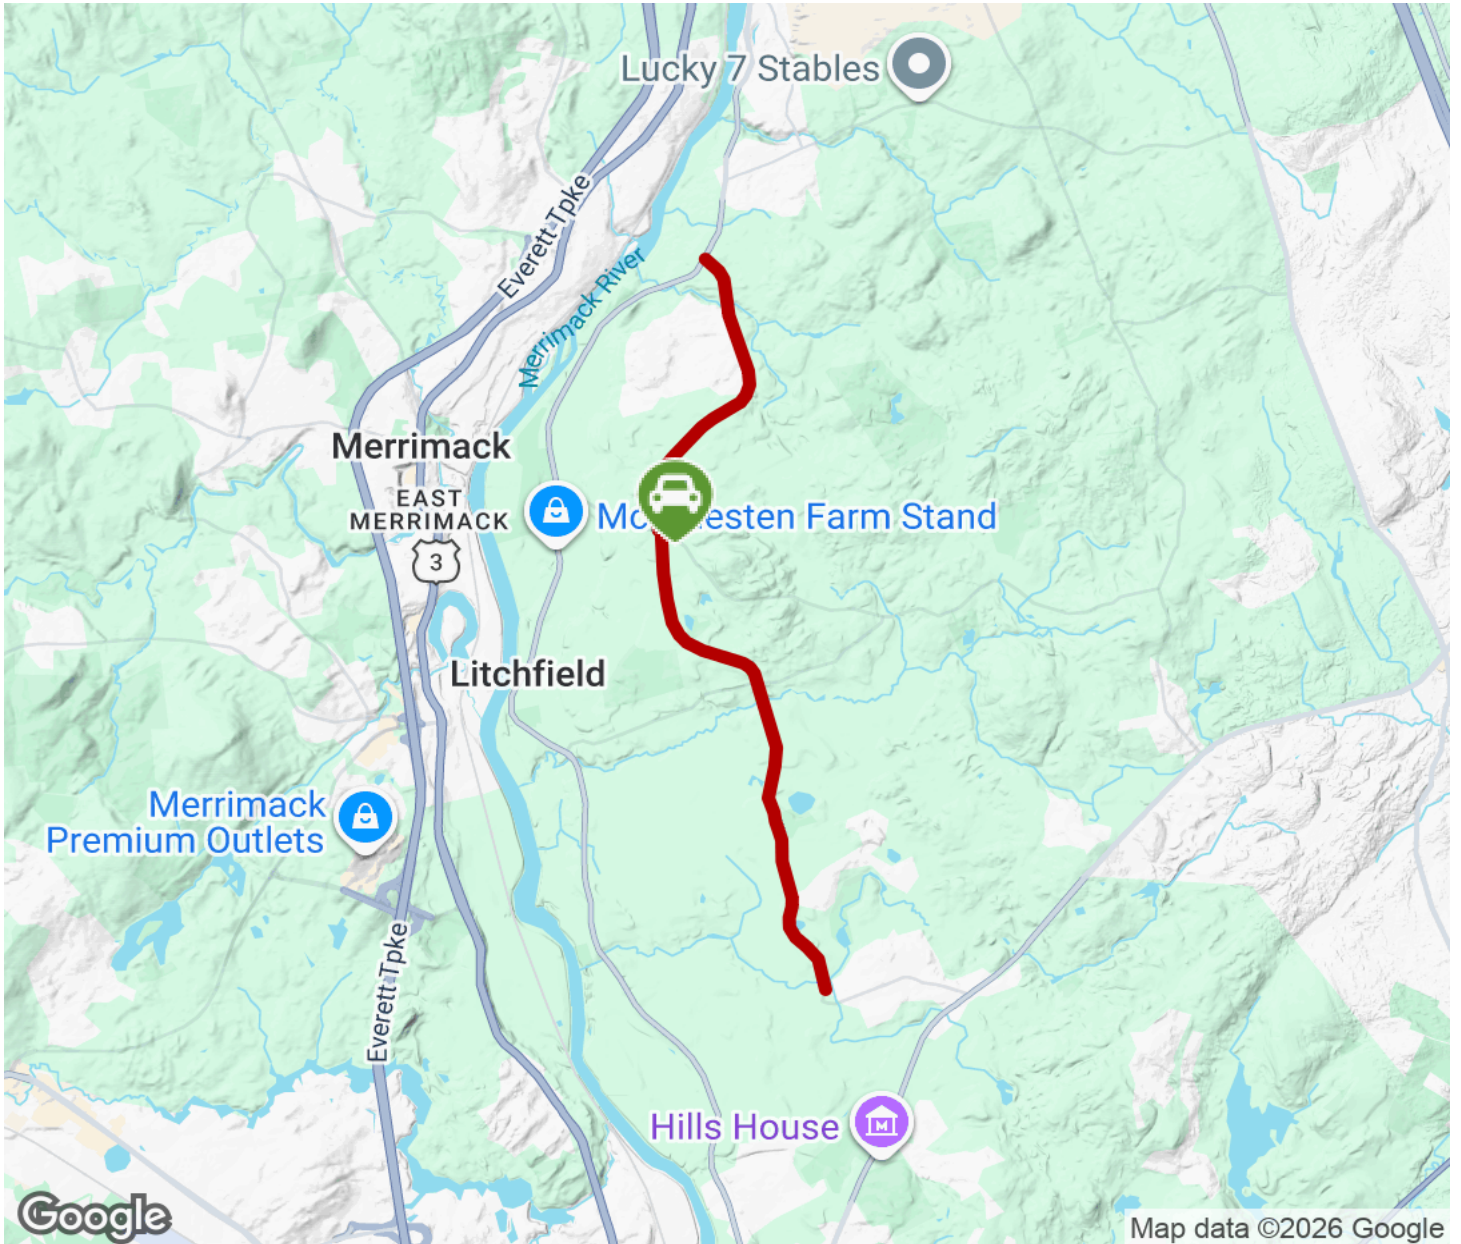 Lucky 7 Stables
Everett Tpke
Merrimack River
Merrimack
EAST
MERRIMACK
3
Mc esten Farm Stand
Litchfield
Merrimack
Premium Outlets
Everett Tpke
Hills House
M
Google
Map data ©2026 Google